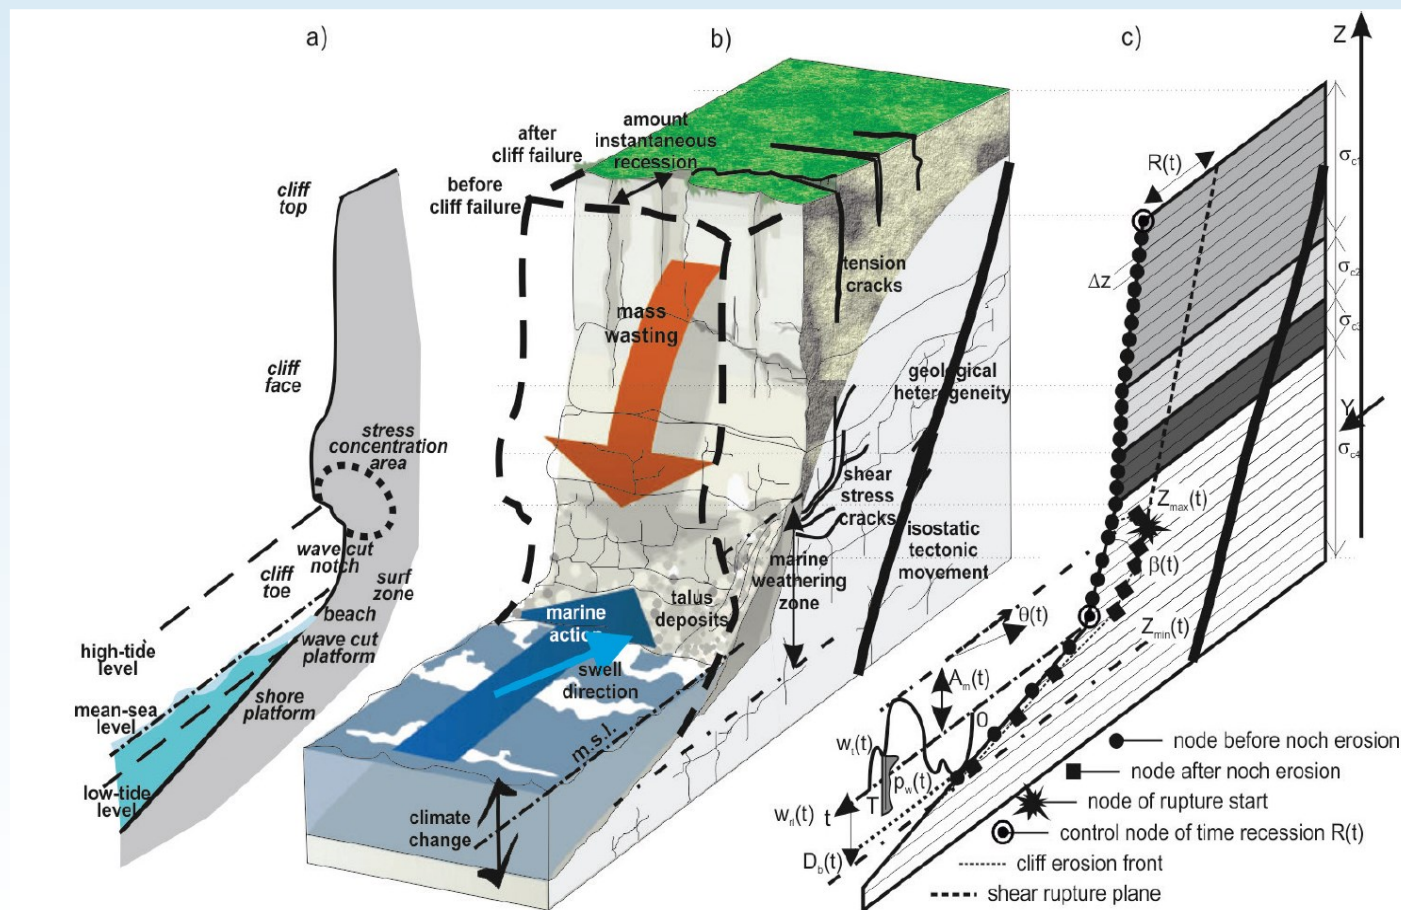 a)
b)
c)
Z
cliff
top
cliff
face
stress
concentration
area
wave cut
notch
cliff
toe
surf
zone
beach
wave cut
platform
shore
platform
high-tide
level
mean-sea
level
low-tide
level
after
cliff failure
amount
instantaneous
recession
before
cliff failure
tension
cracks
mass
wasting
geological
heterogeneity
shear
stress
cracks
isostatic
tectonic
movement
marine
weathering
zone
talus
deposits
marine
action
swell
direction
m.s.l.
climate
change
R(t)
σc1
Δz
σc2
σc3
Y
σc4
Zmax(t)
β(t)
θ(t)
Zmin(t)
Am(t)
0
pw(t)
T
t
Db(t)
node before noch erosion
node after noch erosion
node of rupture start
control node of time recession R(t)
cliff erosion front
shear rupture plane